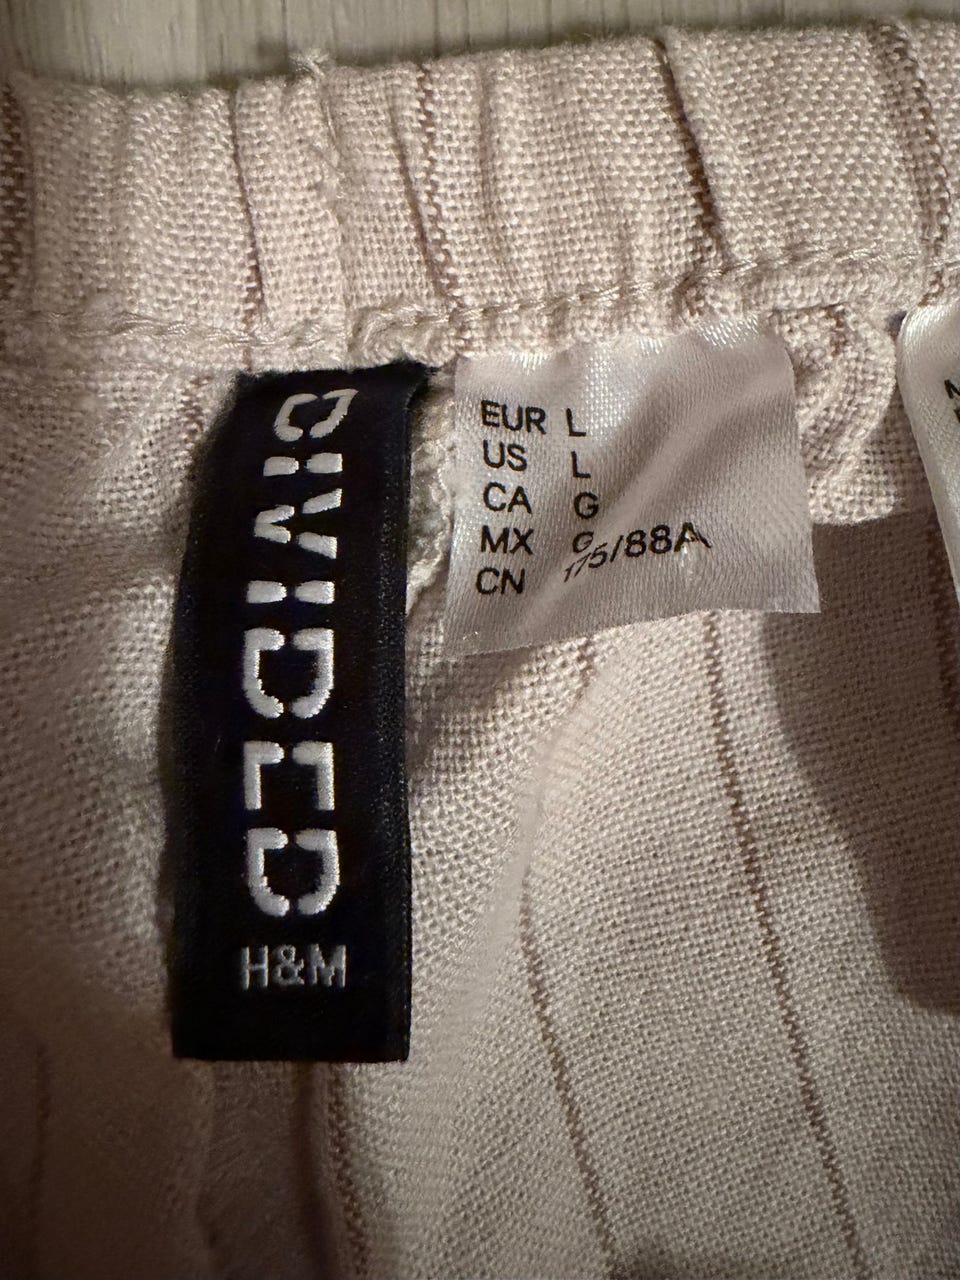 DIVIDED
H&M
EUR L
US L
CA G
MX G
CN 175/88A